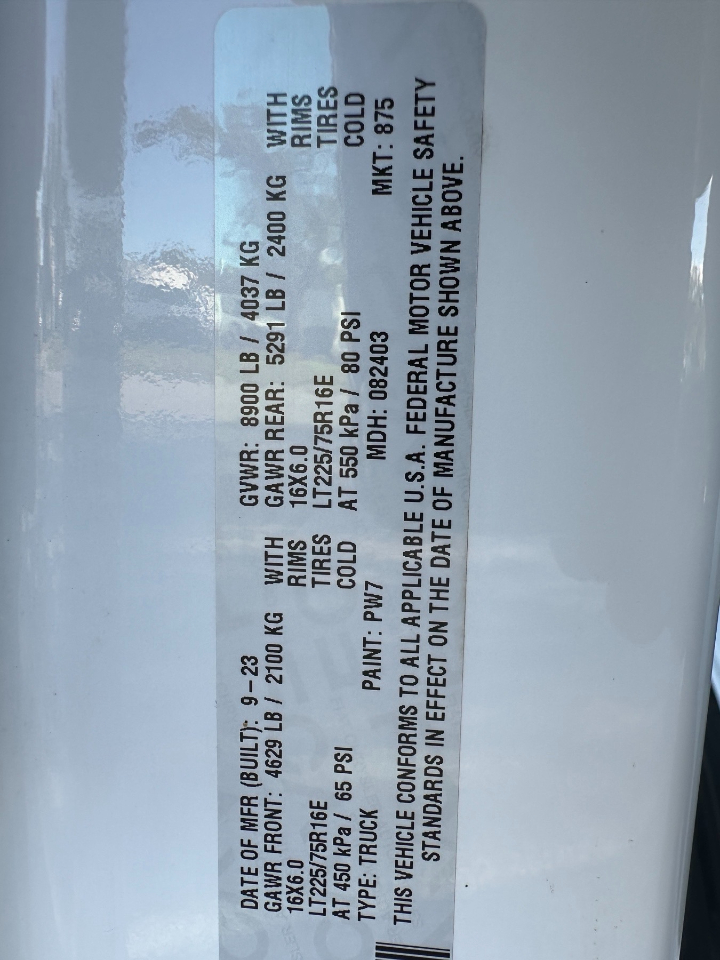 DATE OF MFR (BUILT): 9-23 GVWR: 8900 LB / 4037 KG
GAWR FRONT: 4629 LB / 2100 KG WITH GAWR REAR: 5291 LB / 2400 KG WITH
16X6.0 RIMS 16X6.0 RIMS
LT225/75R16E TIRES LT225/75R16E TIRES
AT 450 kPa / 65 PSI COLD AT 550 kPa / 80 PSI COLD
TYPE: TRUCK PAINT: PW7 MDH: 082403 MKT: 875
THIS VEHICLE CONFORMS TO ALL APPLICABLE U.S.A. FEDERAL MOTOR VEHICLE SAFETY
STANDARDS IN EFFECT ON THE DATE OF MANUFACTURE SHOWN ABOVE.